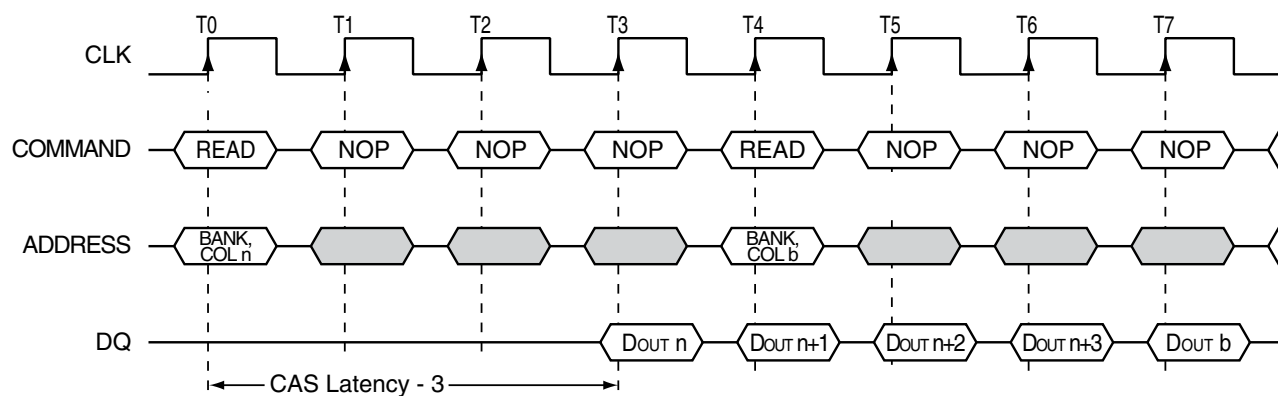 T0 T1 T2 T3 T4 T5 T6 T7
CLK
COMMAND READ NOP NOP NOP READ NOP NOP NOP
ADDRESS BANK, COL n BANK, COL b
DQ DOUT n DOUT n+1 DOUT n+2 DOUT n+3 DOUT b
CAS Latency - 3